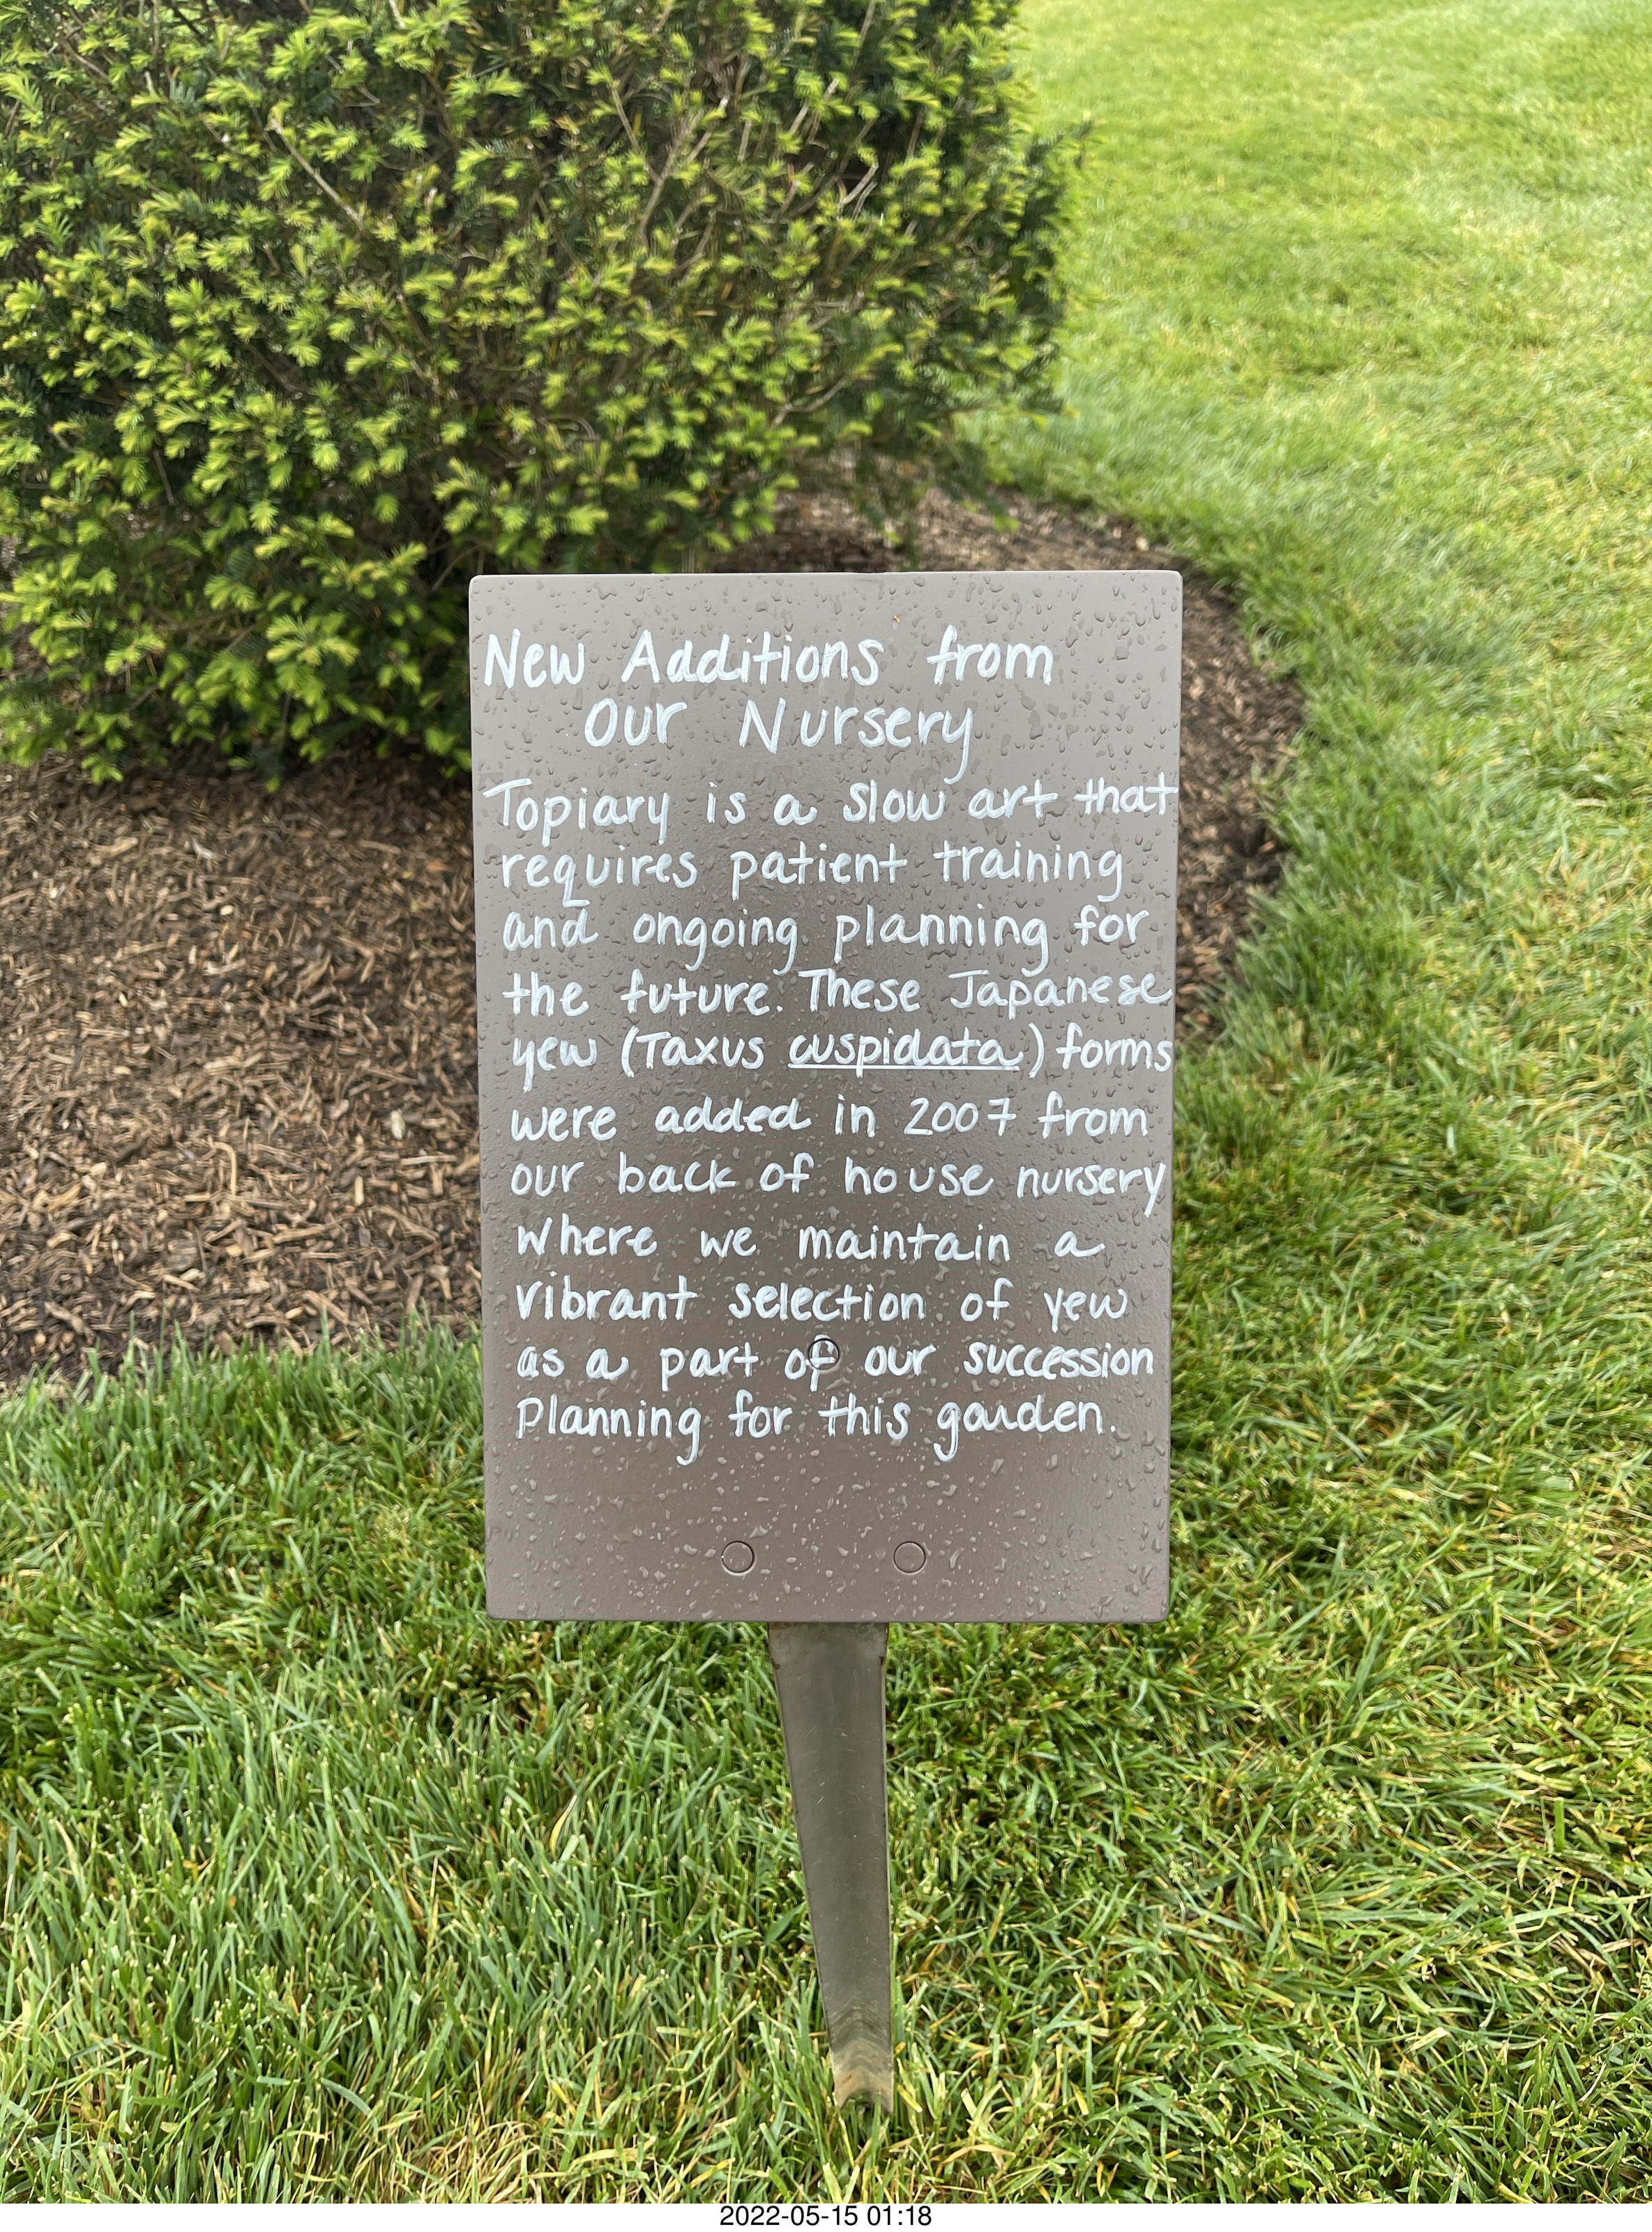 New Additions from
Our Nursery
Topiary is a slow art that
requires patient training
and ongoing planning for
the future. These Japanese
yew (Taxus cuspidata) forms
were added in 2007 from
our back of house nursery
where we maintain a
vibrant selection of yew
as a part of our succession
Planning for this garden.
2022-05-15 01:18